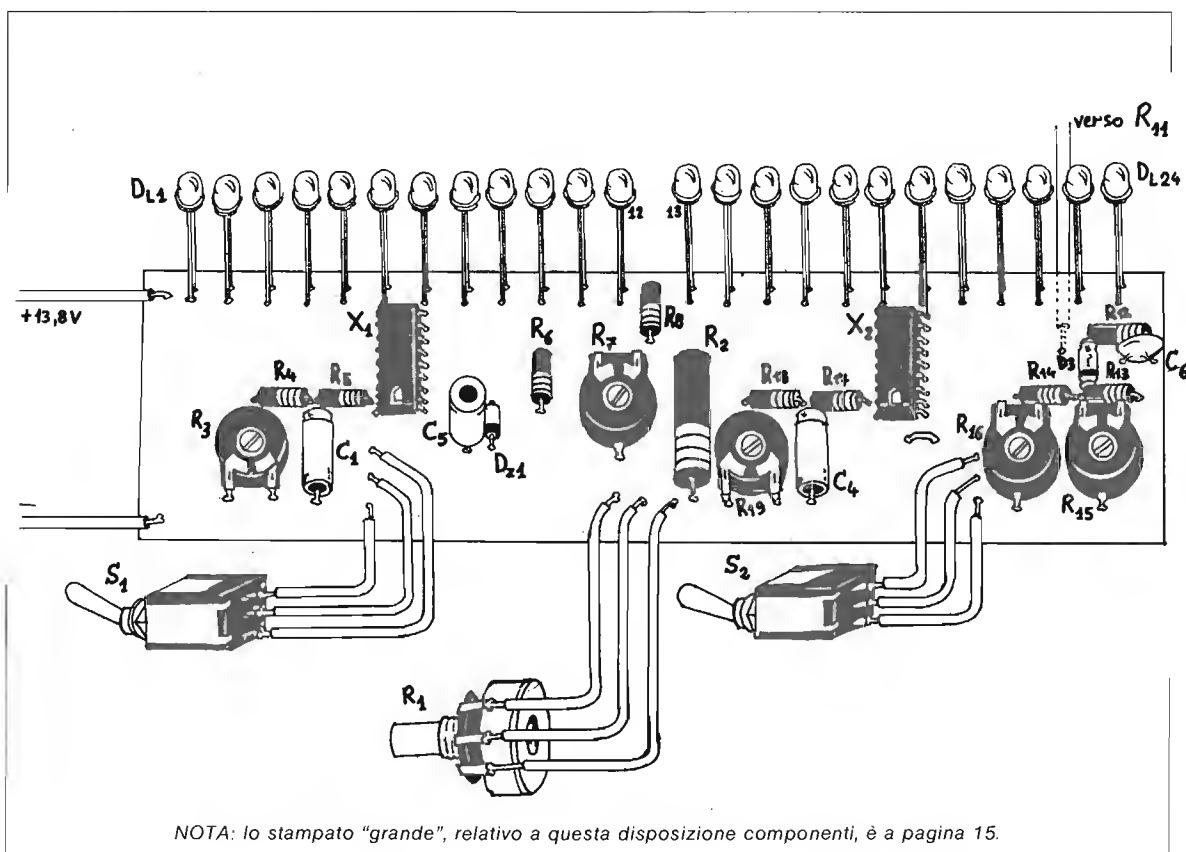 verso R11
DL1
12
13
DL24
+13,8V
X1
R6
R7
R8
R2
X2
R12
D3
C6
R4
R5
R18
R17
R14
R13
R3
C1
C5
Dz1
R19
C4
R16
R15
S1
S2
R1
NOTA: lo stampato "grande", relativo a questa disposizione componenti, è a pagina 15.